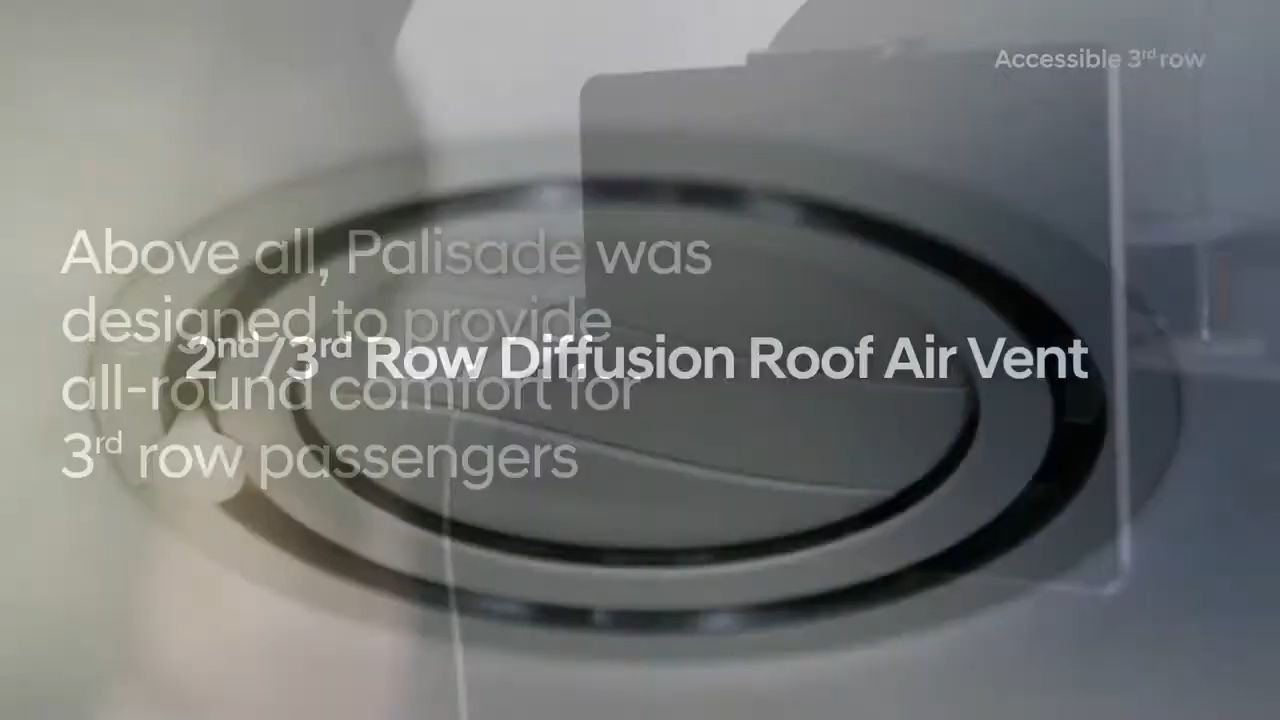 Accessible 3rd row
Above all, Palisade was
designed to provide
2nd/3rd Row Diffusion Roof Air Vent
all-round comfort for
3rd row passengers